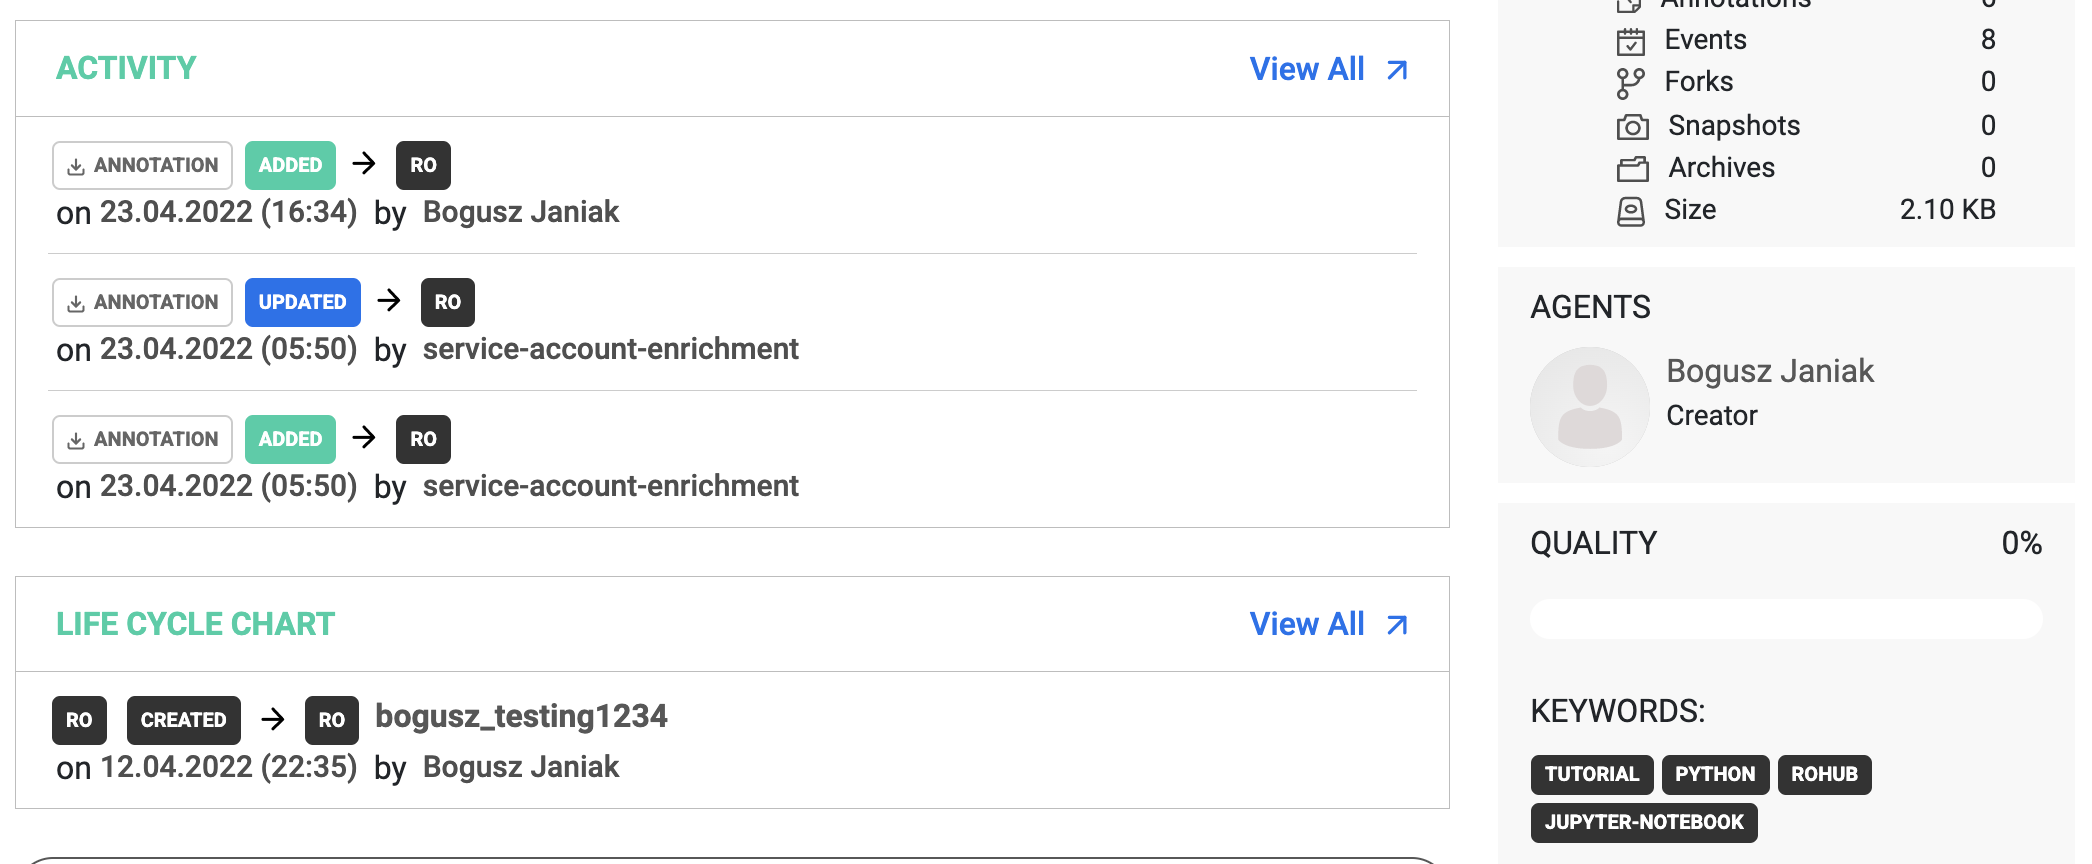 ACTIVITY
View All
ANNOTATION ADDED RO
on 23.04.2022 (16:34) by Bogusz Janiak
ANNOTATION UPDATED RO
on 23.04.2022 (05:50) by service-account-enrichment
ANNOTATION ADDED RO
on 23.04.2022 (05:50) by service-account-enrichment
LIFE CYCLE CHART
View All
RO CREATED RO bogusz_testing1234
on 12.04.2022 (22:35) by Bogusz Janiak
Annotations
Events 8
Forks 0
Snapshots 0
Archives 0
Size 2.10 KB
AGENTS
Bogusz Janiak
Creator
QUALITY 0%
KEYWORDS:
TUTORIAL PYTHON ROHUB
JUPYTER-NOTEBOOK